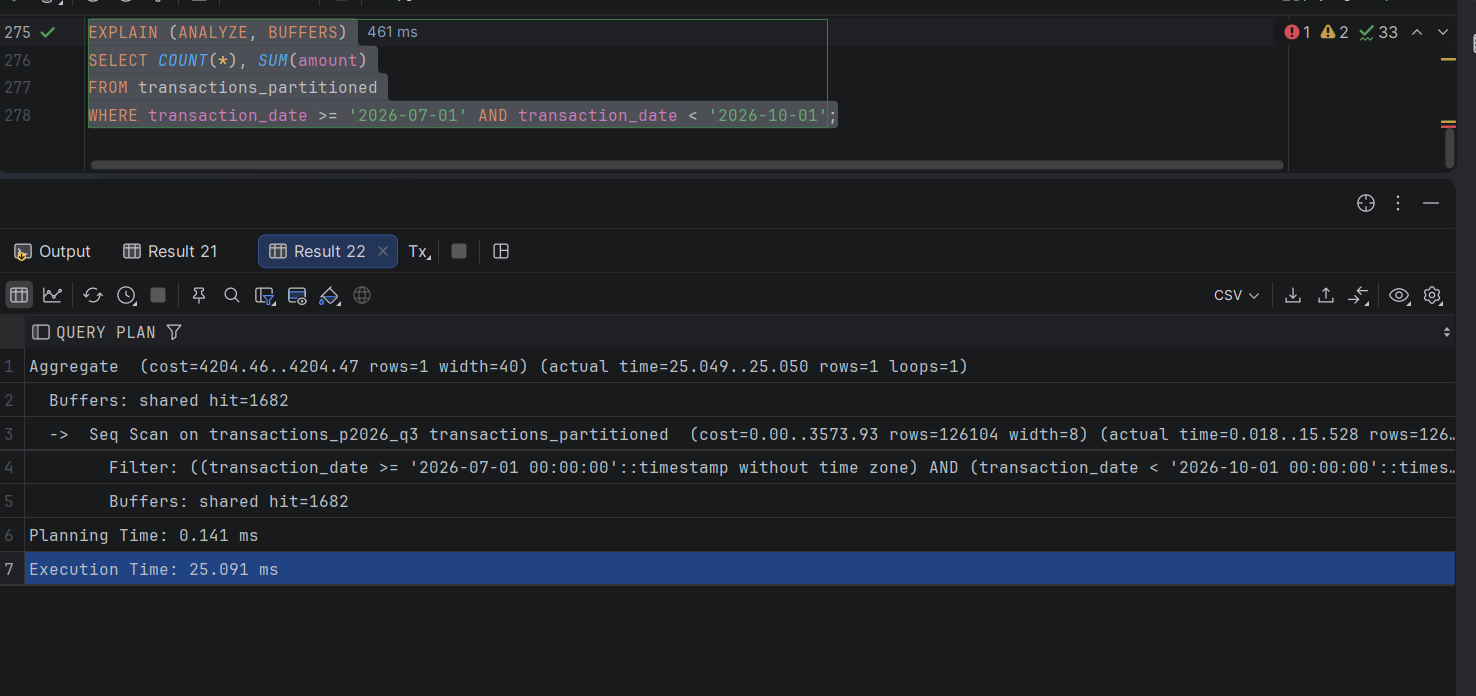 275 EXPLAIN (ANALYZE, BUFFERS) 461 ms
1 2 33
276 SELECT COUNT(*), SUM(amount)
277 FROM transactions_partitioned
278 WHERE transaction_date >= '2026-07-01' AND transaction_date < '2026-10-01';
Output Result 21 Result 22 Tx
CSV
QUERY PLAN
1 Aggregate (cost=4204.46..4204.47 rows=1 width=40) (actual time=25.049..25.050 rows=1 loops=1)
2 Buffers: shared hit=1682
3 -> Seq Scan on transactions_p2026_q3 transactions_partitioned (cost=0.00..3573.93 rows=126104 width=8) (actual time=0.018..15.528 rows=126…
4 Filter: ((transaction_date >= '2026-07-01 00:00:00'::timestamp without time zone) AND (transaction_date < '2026-10-01 00:00:00'::times…
5 Buffers: shared hit=1682
6 Planning Time: 0.141 ms
7 Execution Time: 25.091 ms